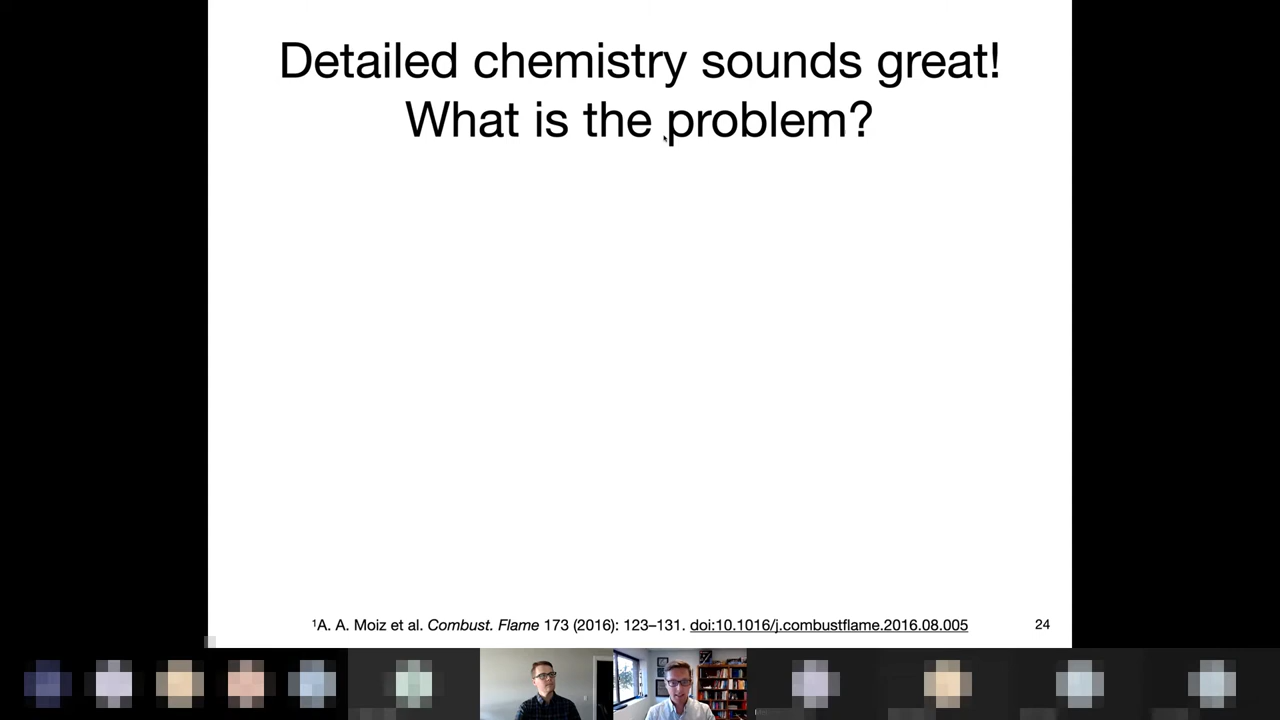 Detailed chemistry sounds great!
What is the problem?
¹A. A. Moiz et al. Combust. Flame 173 (2016): 123–131. doi:10.1016/j.combustflame.2016.08.005
24